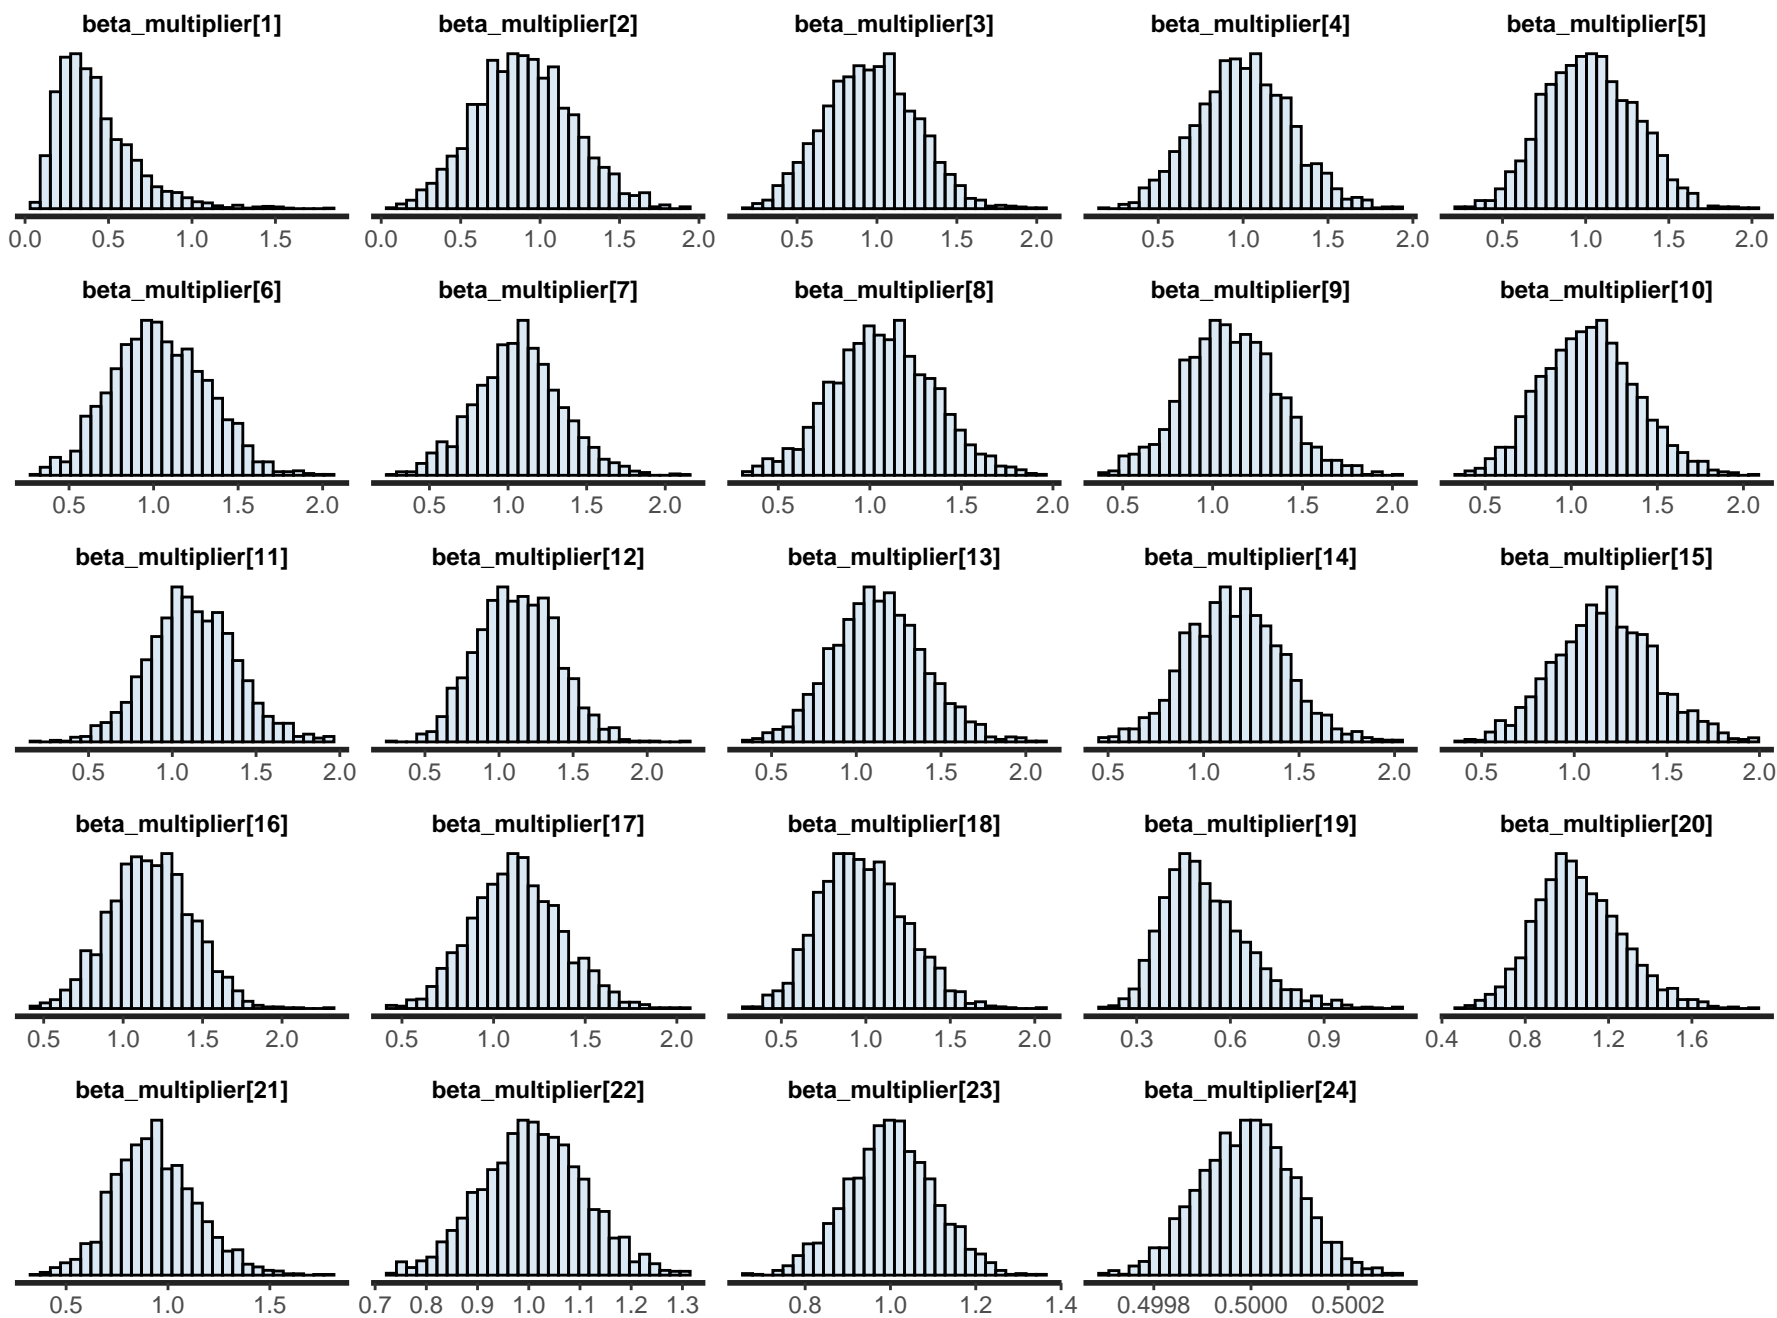 beta_multiplier[1] beta_multiplier[2] beta_multiplier[3] beta_multiplier[4] beta_multiplier[5]
0.0 0.5 1.0 1.5 0.0 0.5 1.0 1.5 2.0 0.5 1.0 1.5 2.0 0.5 1.0 1.5 2.0 0.5 1.0 1.5 2.0
beta_multiplier[6] beta_multiplier[7] beta_multiplier[8] beta_multiplier[9] beta_multiplier[10]
0.5 1.0 1.5 2.0 0.5 1.0 1.5 2.0 0.5 1.0 1.5 2.0 0.5 1.0 1.5 2.0 0.5 1.0 1.5 2.0
beta_multiplier[11] beta_multiplier[12] beta_multiplier[13] beta_multiplier[14] beta_multiplier[15]
0.5 1.0 1.5 2.0 0.5 1.0 1.5 2.0 0.5 1.0 1.5 2.0 0.5 1.0 1.5 2.0 0.5 1.0 1.5 2.0
beta_multiplier[16] beta_multiplier[17] beta_multiplier[18] beta_multiplier[19] beta_multiplier[20]
0.5 1.0 1.5 2.0 0.5 1.0 1.5 2.0 0.5 1.0 1.5 2.0 0.3 0.6 0.9 0.4 0.8 1.2 1.6
beta_multiplier[21] beta_multiplier[22] beta_multiplier[23] beta_multiplier[24]
0.5 1.0 1.5 0.7 0.8 0.9 1.0 1.1 1.2 1.3 0.8 1.0 1.2 1.4 0.4998 0.5000 0.5002